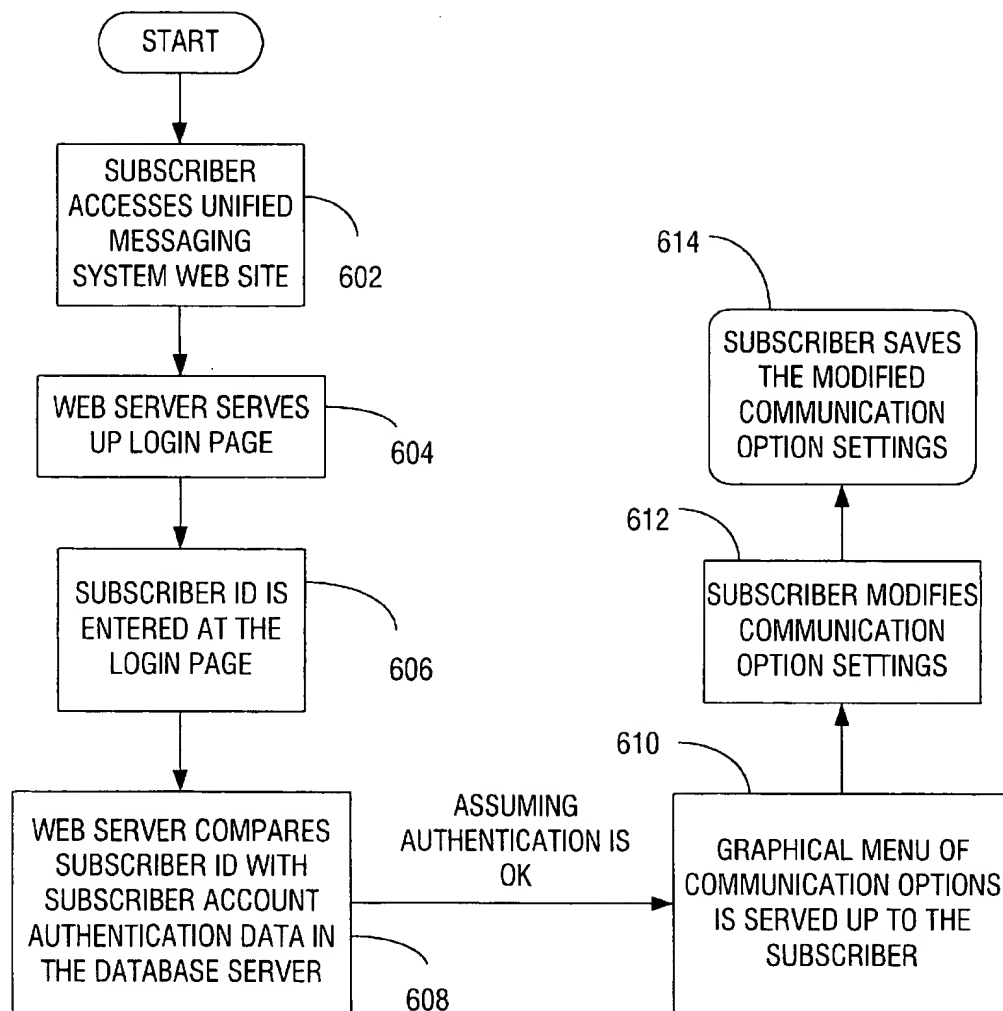 START
SUBSCRIBER
ACCESSES UNIFIED
MESSAGING
SYSTEM WEB SITE
602
WEB SERVER SERVES
UP LOGIN PAGE
604
SUBSCRIBER ID IS
ENTERED AT THE
LOGIN PAGE
606
WEB SERVER COMPARES
SUBSCRIBER ID WITH
SUBSCRIBER ACCOUNT
AUTHENTICATION DATA IN
THE DATABASE SERVER
608
ASSUMING
AUTHENTICATION IS
OK
610
GRAPHICAL MENU OF
COMMUNICATION OPTIONS
IS SERVED UP TO THE
SUBSCRIBER
612
SUBSCRIBER MODIFIES
COMMUNICATION
OPTION SETTINGS
614
SUBSCRIBER SAVES
THE MODIFIED
COMMUNICATION
OPTION SETTINGS